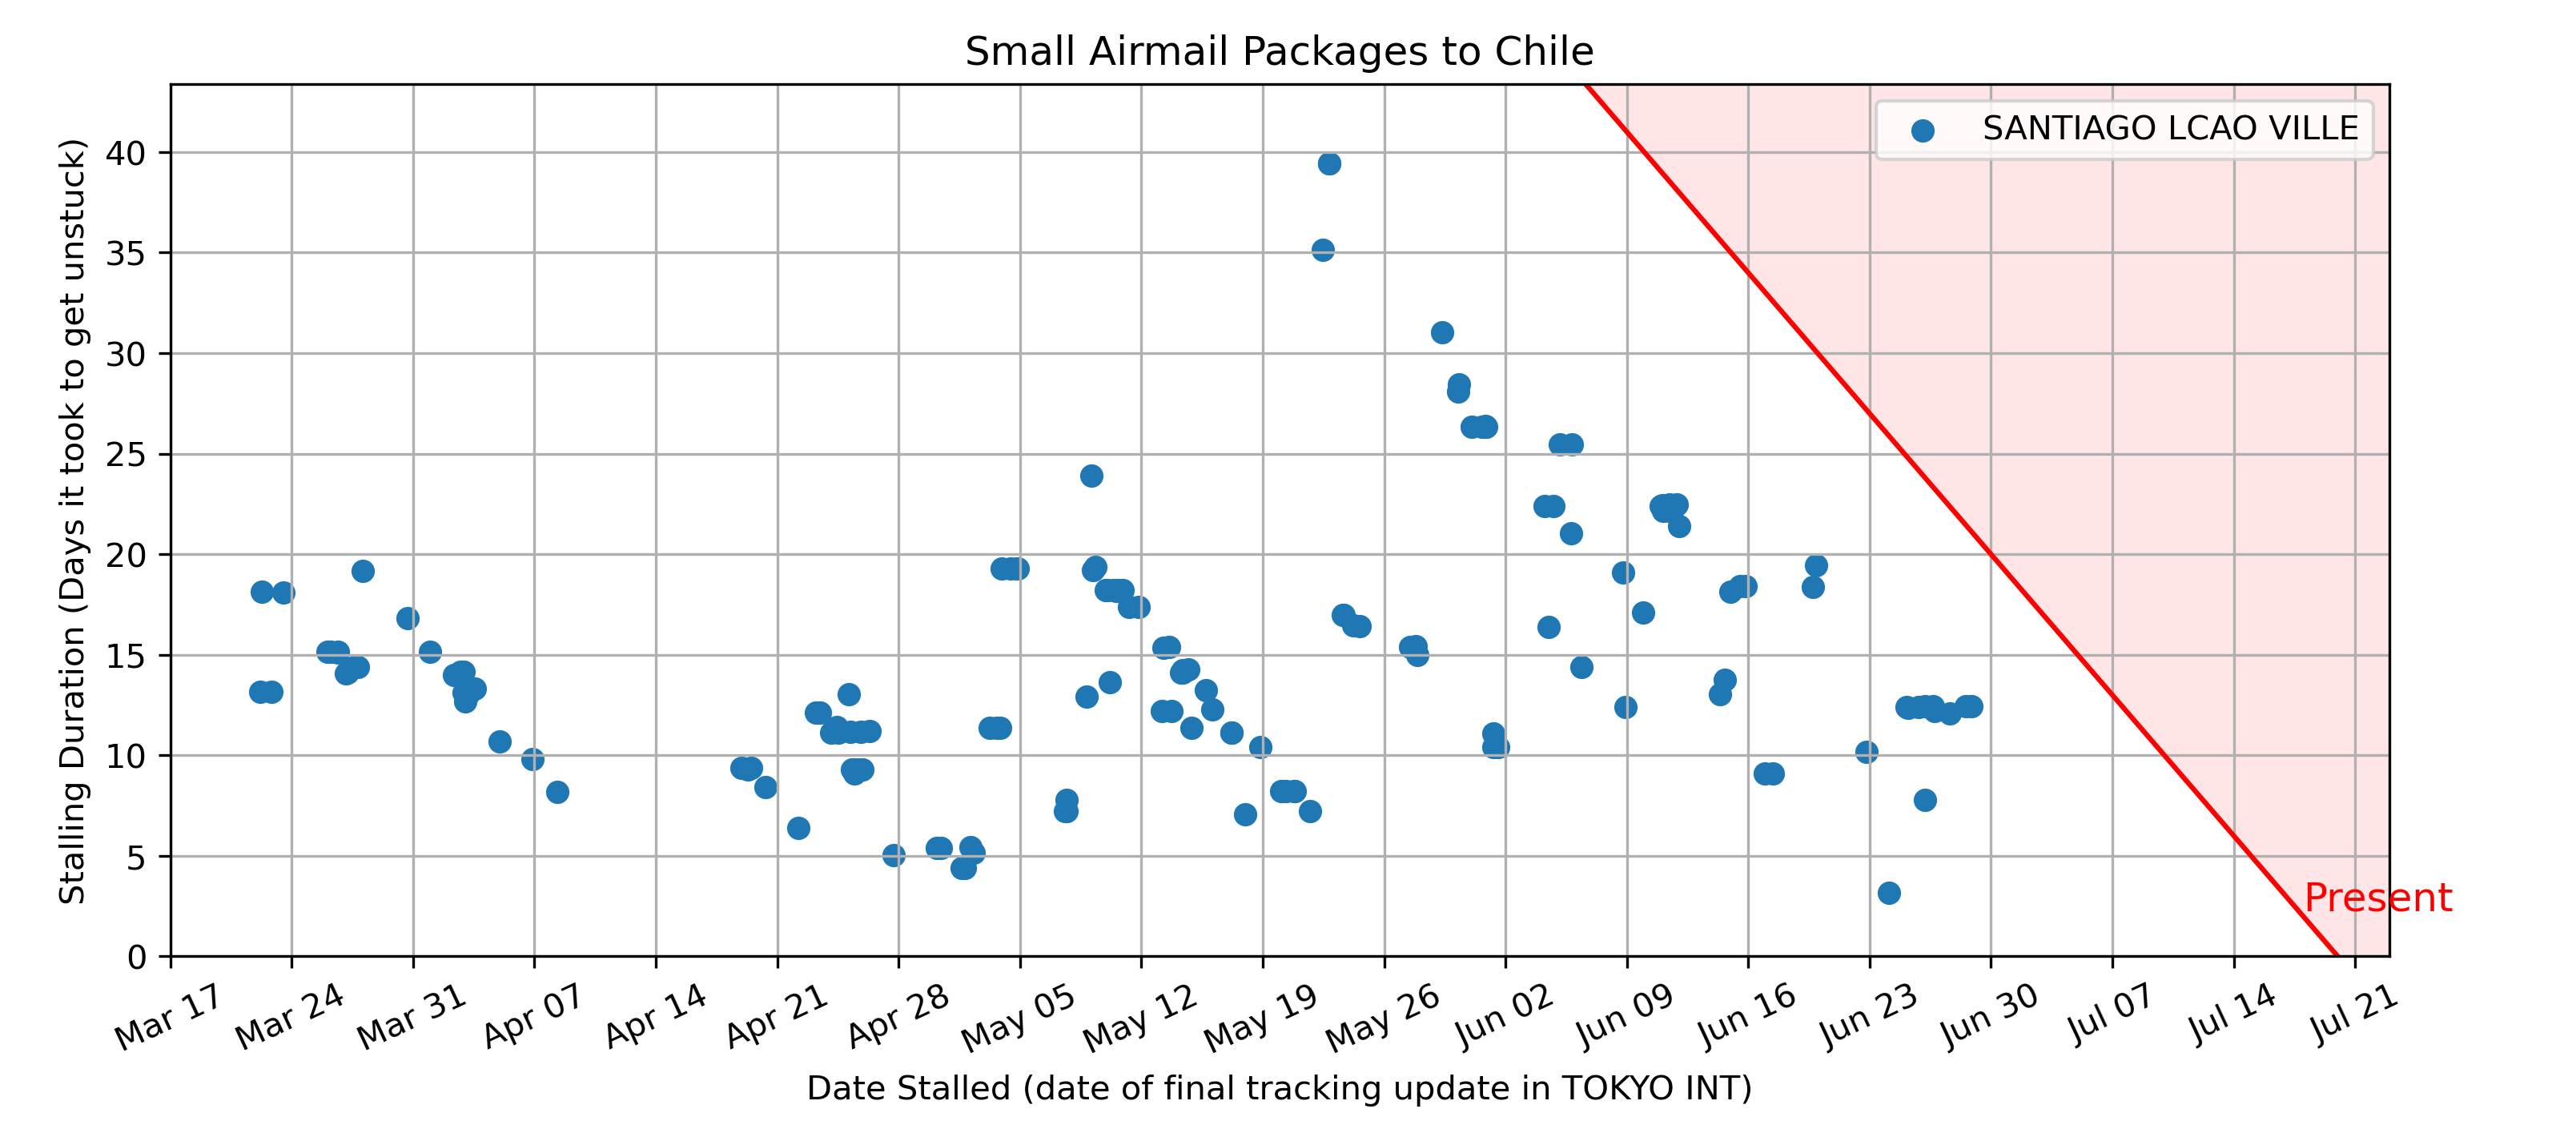 Small Airmail Packages to Chile
SANTIAGO LCAO VILLE
Stalling Duration (Days it took to get unstuck)
40
35
30
25
20
15
10
5
0
Present
Mar 17
Mar 24
Mar 31
Apr 07
Apr 14
Apr 21
Apr 28
May 05
May 12
May 19
May 26
Jun 02
Jun 09
Jun 16
Jun 23
Jun 30
Jul 07
Jul 14
Jul 21
Date Stalled (date of final tracking update in TOKYO INT)